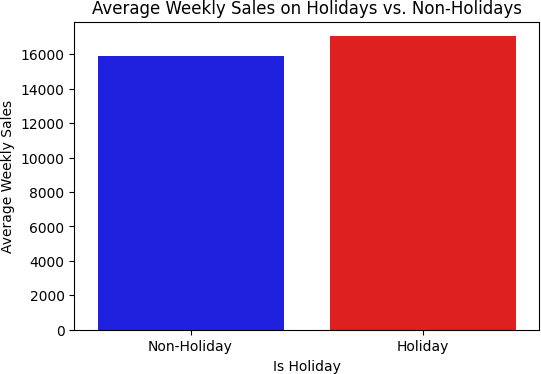 Average Weekly Sales on Holidays vs. Non-Holidays
Average Weekly Sales
16000
14000
12000
10000
8000
6000
4000
2000
0
Non-Holiday
Holiday
Is Holiday